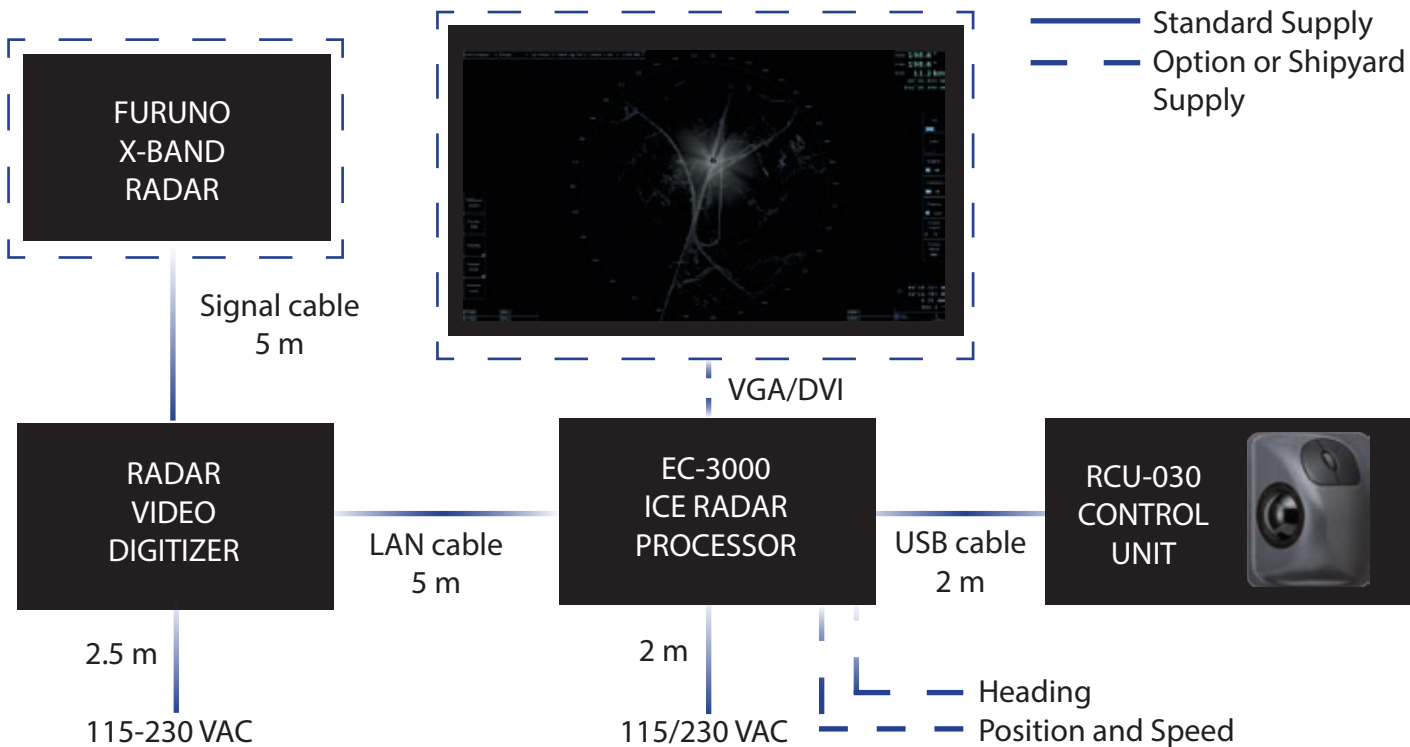 Standard Supply
Option or Shipyard
Supply
FURUNO
X-BAND
RADAR
Signal cable
5 m
VGA/DVI
RADAR
VIDEO
DIGITIZER
LAN cable
5 m
EC-3000
ICE RADAR
PROCESSOR
USB cable
2 m
RCU-030
CONTROL
UNIT
2.5 m
115-230 VAC
2 m
115/230 VAC
Heading
Position and Speed